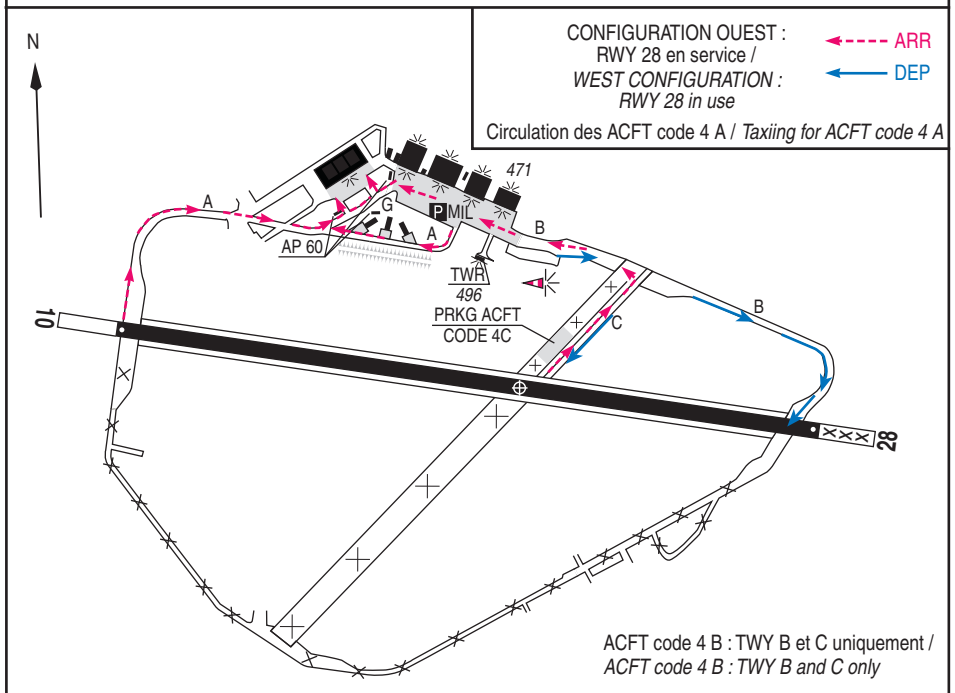 N
CONFIGURATION OUEST :
RWY 28 en service /
WEST CONFIGURATION :
RWY 28 in use
ARR
DEP
Circulation des ACFT code 4 A / Taxiing for ACFT code 4 A
471
A
G
P MIL
A
B
AP 60
TWR
496
B
PRKG ACFT
CODE 4C
C
10
28
ACFT code 4 B : TWY B et C uniquement /
ACFT code 4 B : TWY B and C only